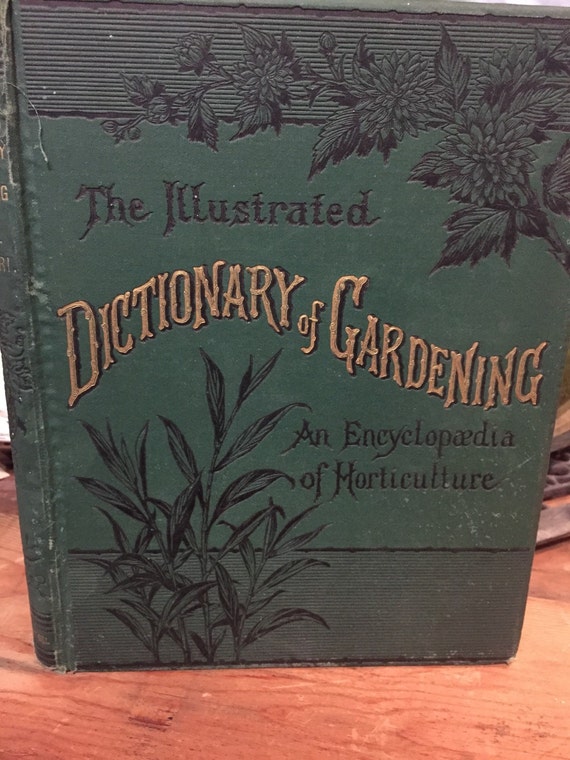 The Illustrated
DICTIONARY of GARDENING
An Encyclopædia
of Horticulture